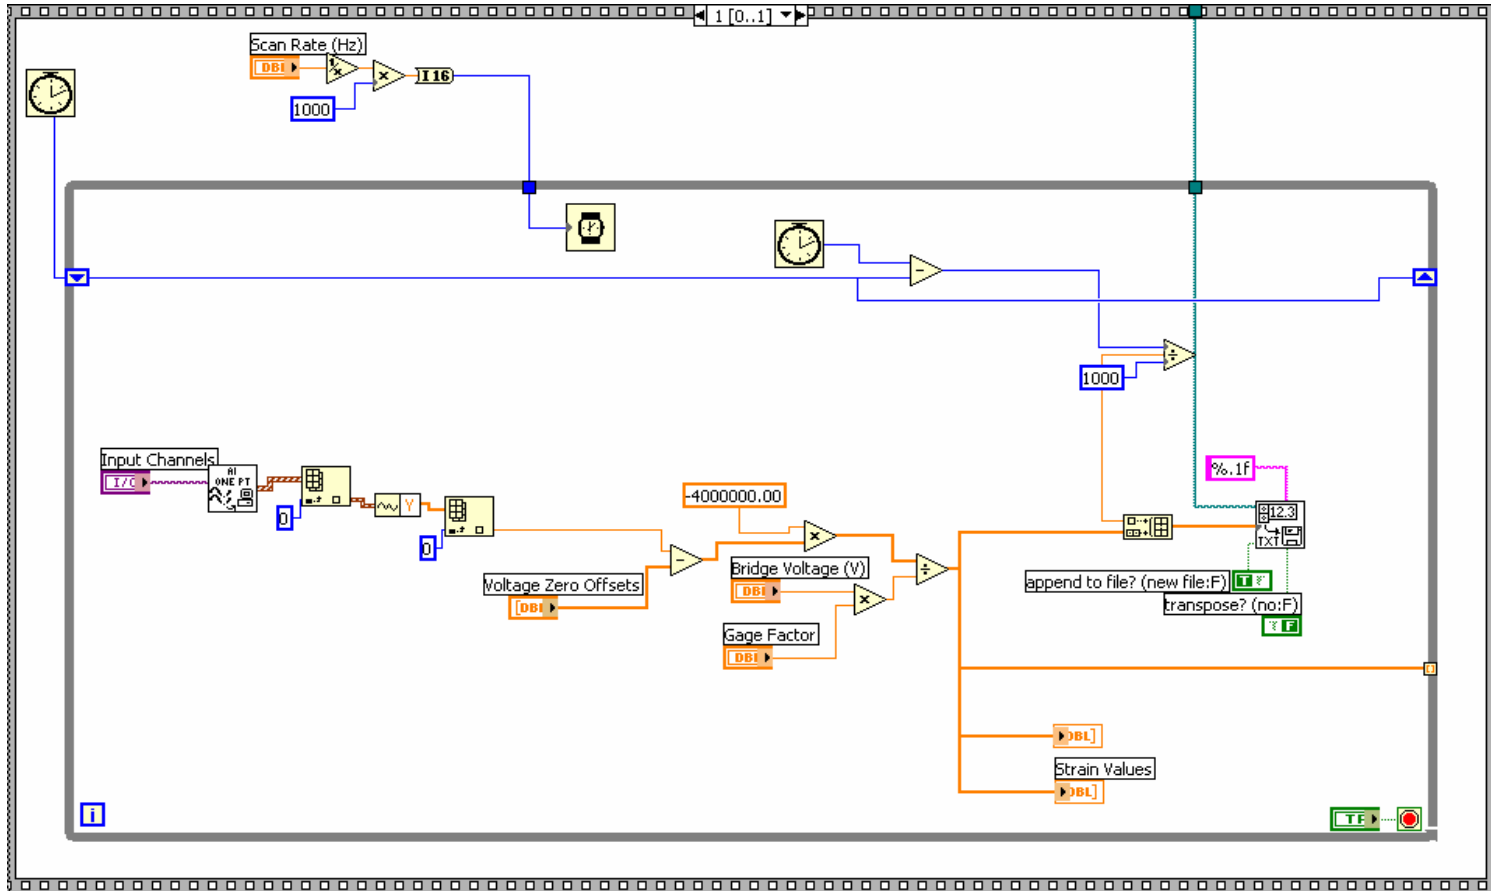 1 [0..1]
Scan Rate (Hz)
DBL
1/x
x
I16
1000
-
÷
1000
Input Channels
I/O
AI
ONE PT
0
Y
0
-4000000.00
x
-
Voltage Zero Offsets
[DBL
Bridge Voltage (V)
DBL
x
÷
Gage Factor
DBL
%.1f
12.3
TXT
append to file? (new file:F)
T
transpose? (no:F)
F
DBL]
Strain Values
DBL]
i
TF